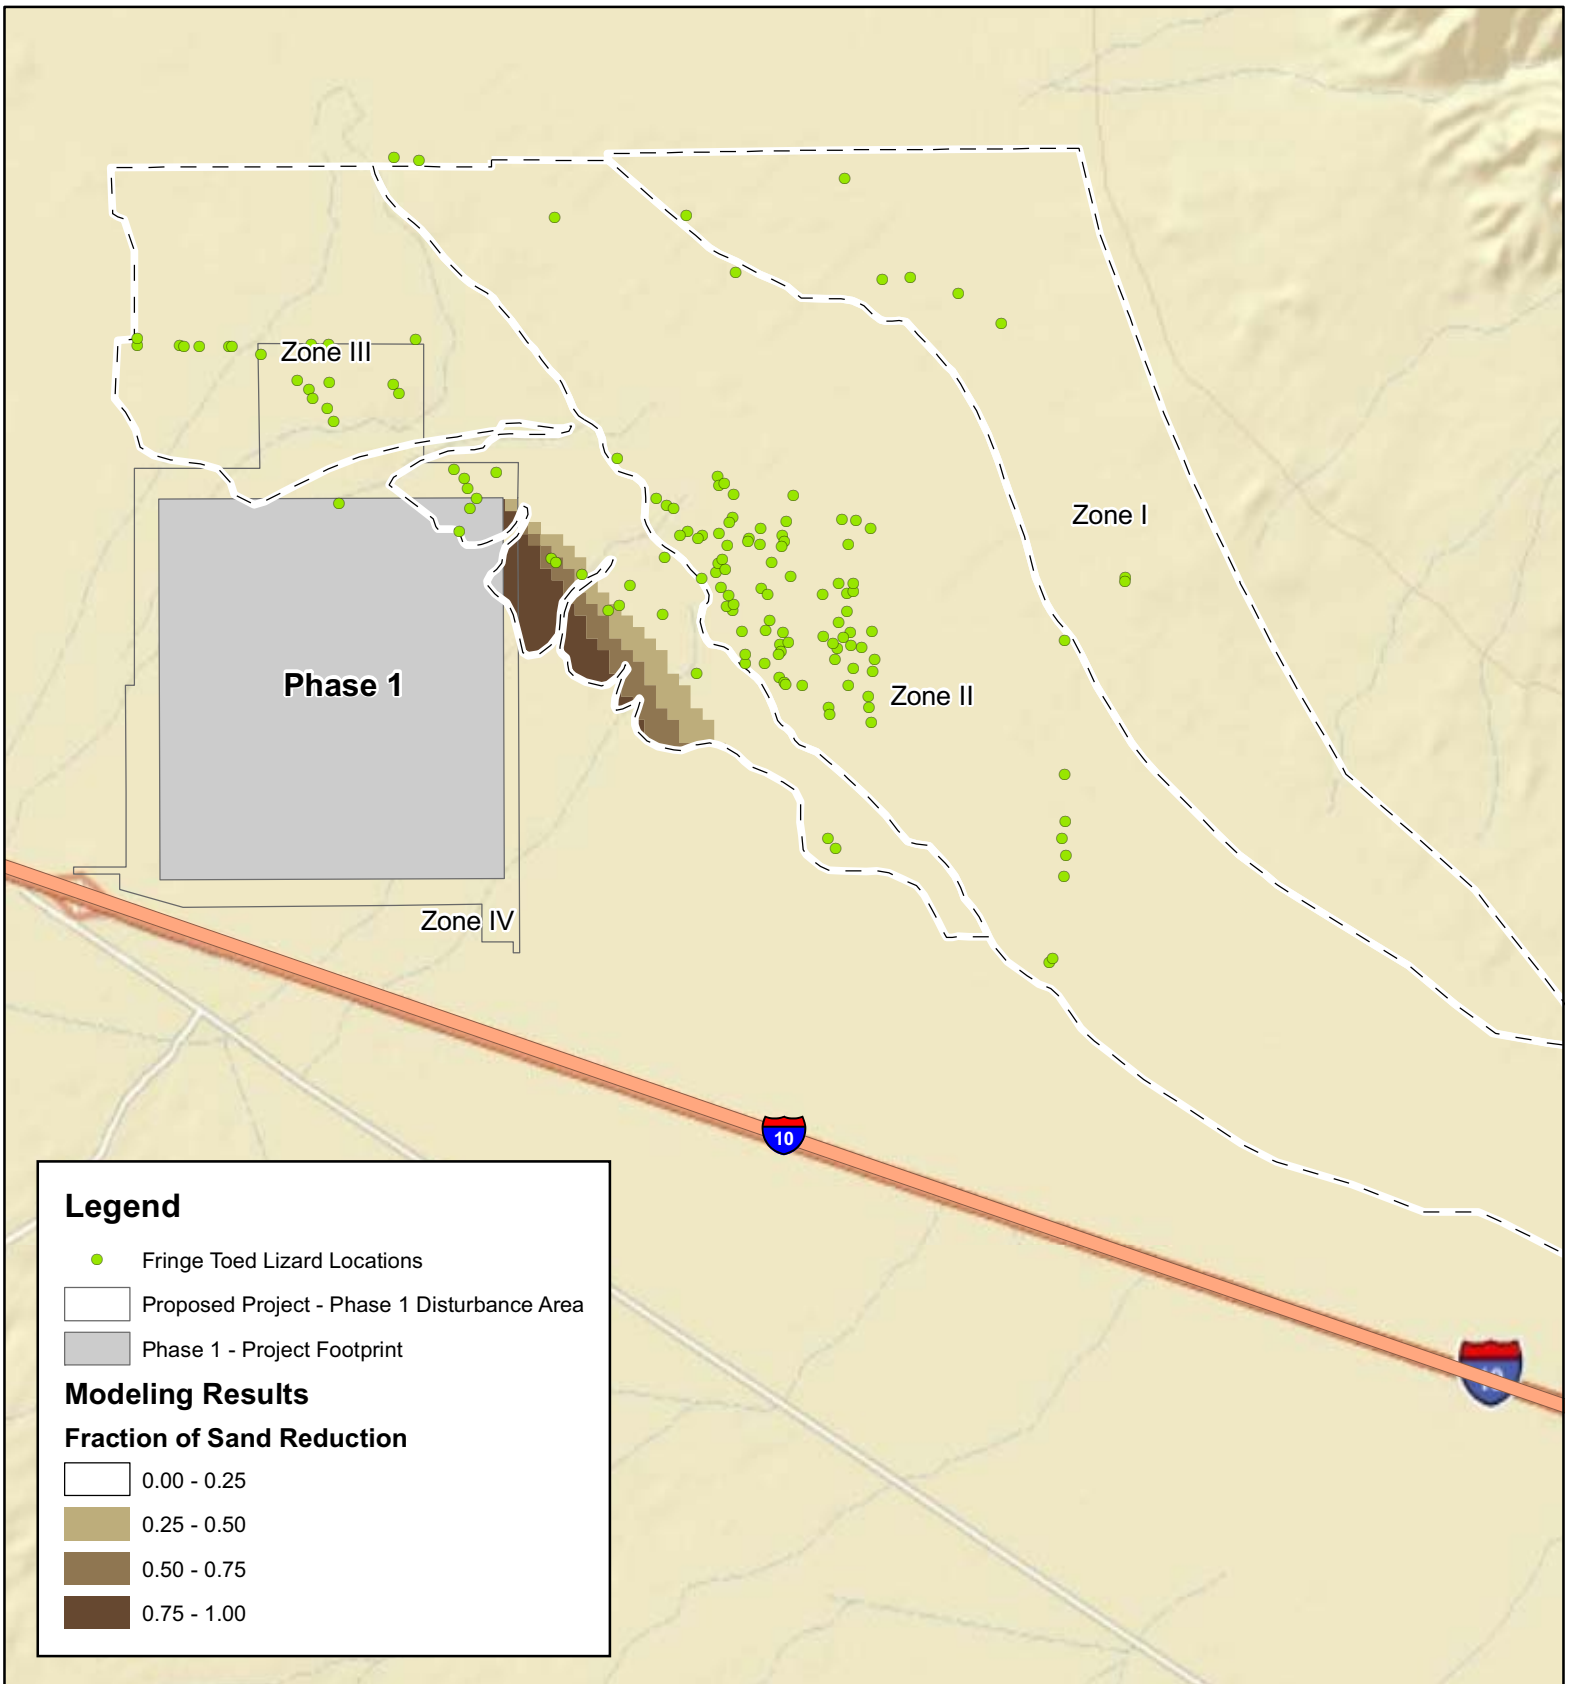 Zone III
Zone I
Phase 1
Zone II
Zone IV
10
Legend
Fringe Toed Lizard Locations
Proposed Project - Phase 1 Disturbance Area
Phase 1 - Project Footprint
Modeling Results
Fraction of Sand Reduction
0.00 - 0.25
0.25 - 0.50
0.50 - 0.75
0.75 - 1.00